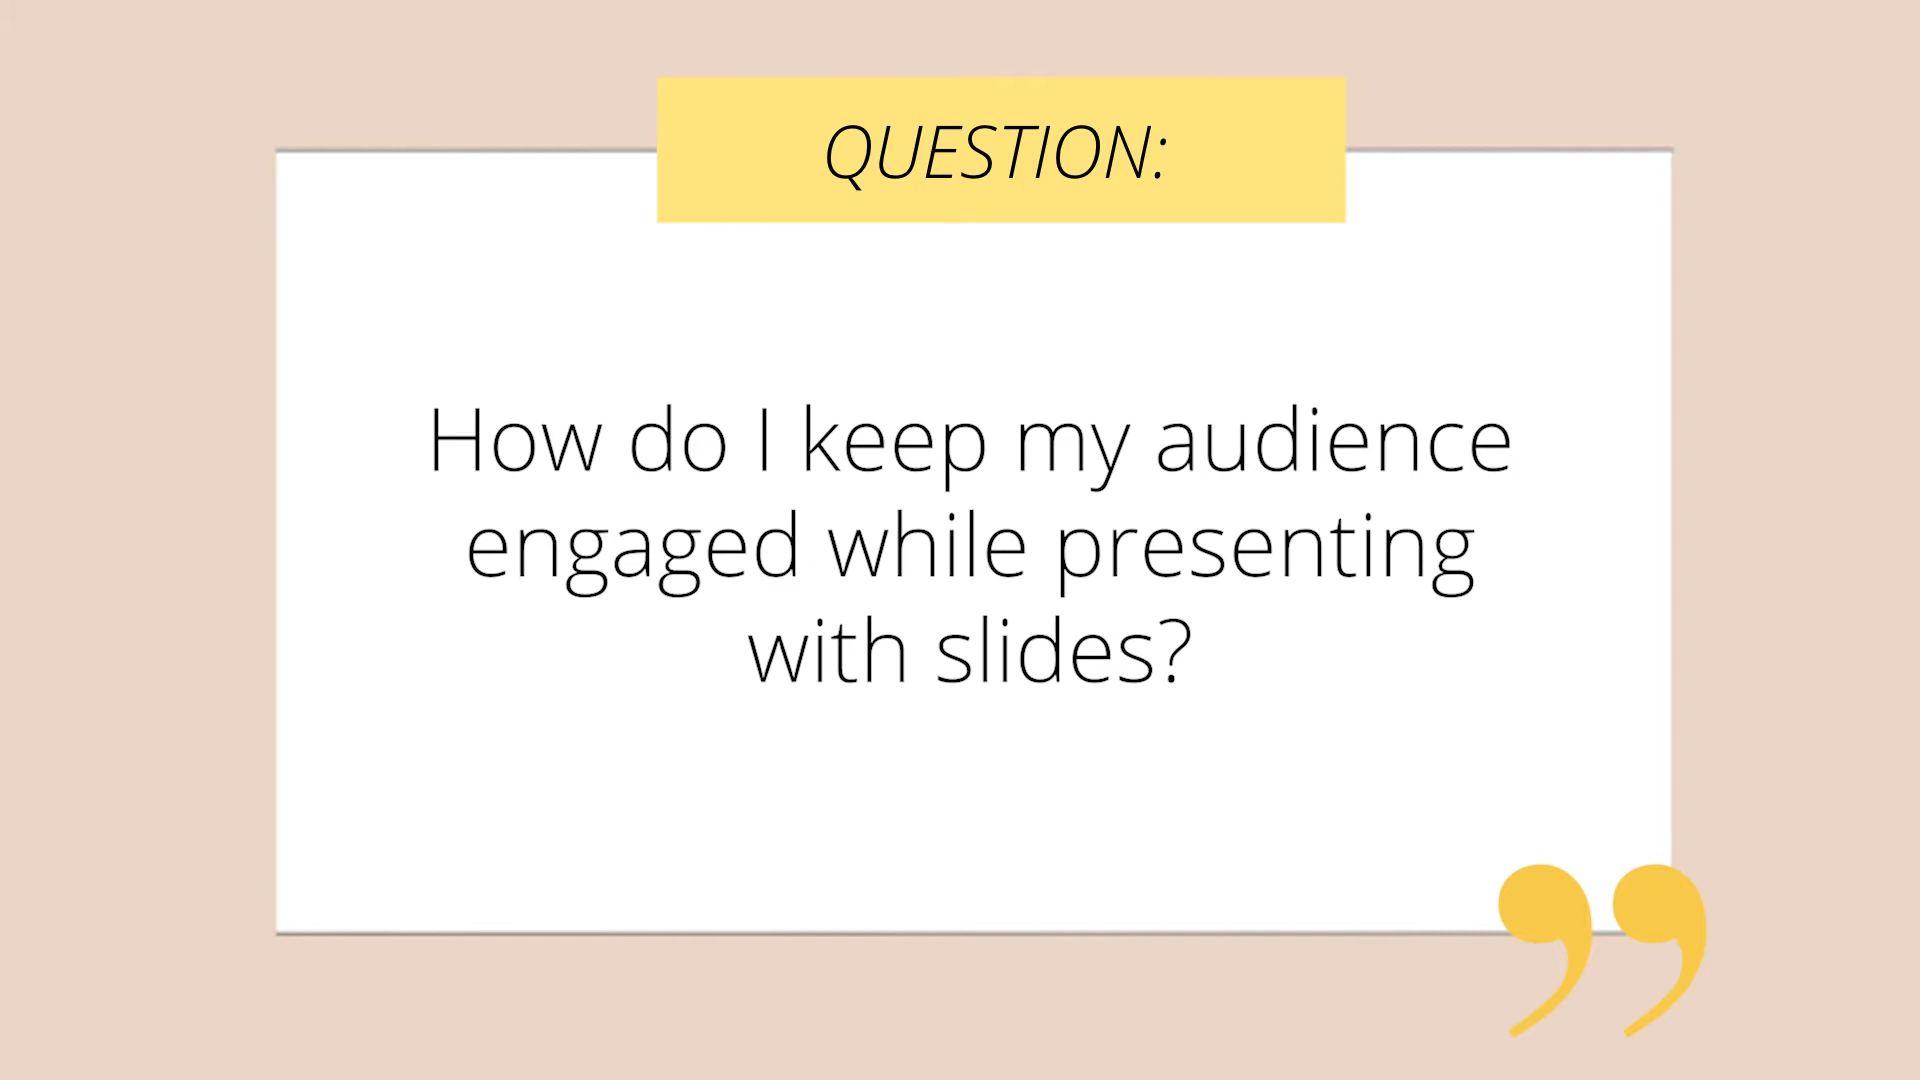 QUESTION:
How do I keep my audience
engaged while presenting
with slides?
”